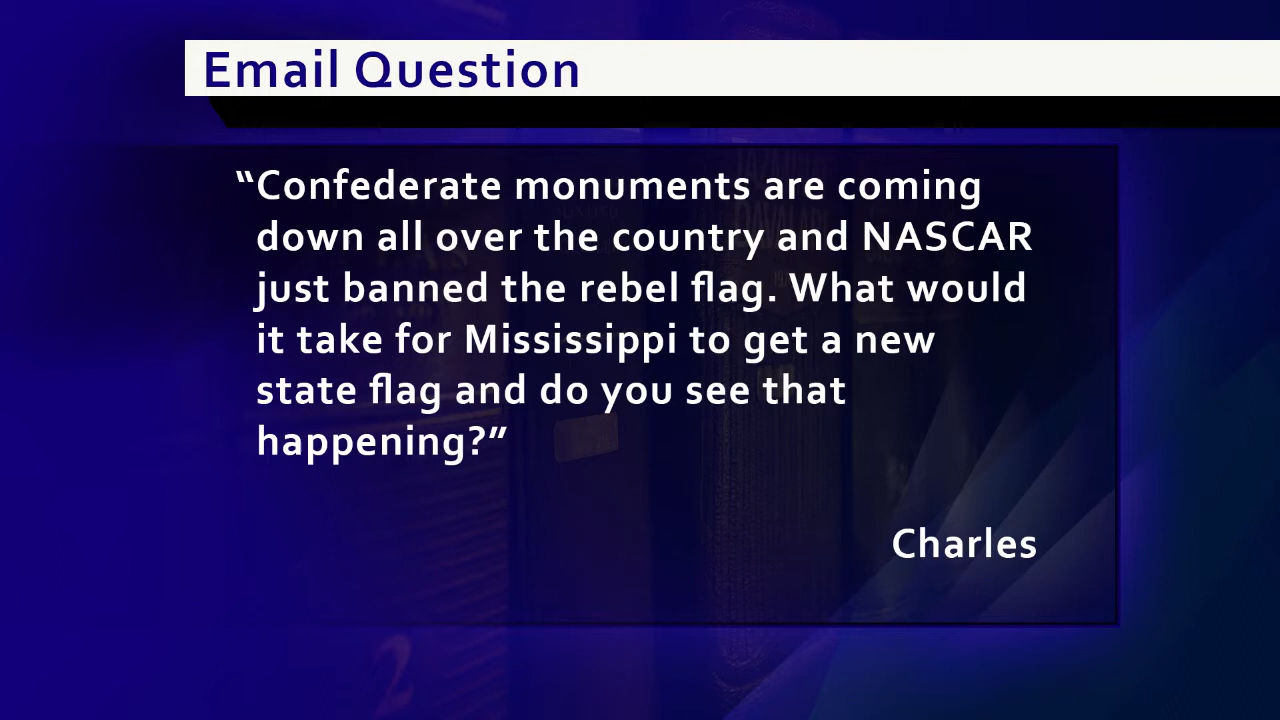 Email Question
“Confederate monuments are coming
down all over the country and NASCAR
just banned the rebel flag. What would
it take for Mississippi to get a new
state flag and do you see that
happening?”
Charles
2